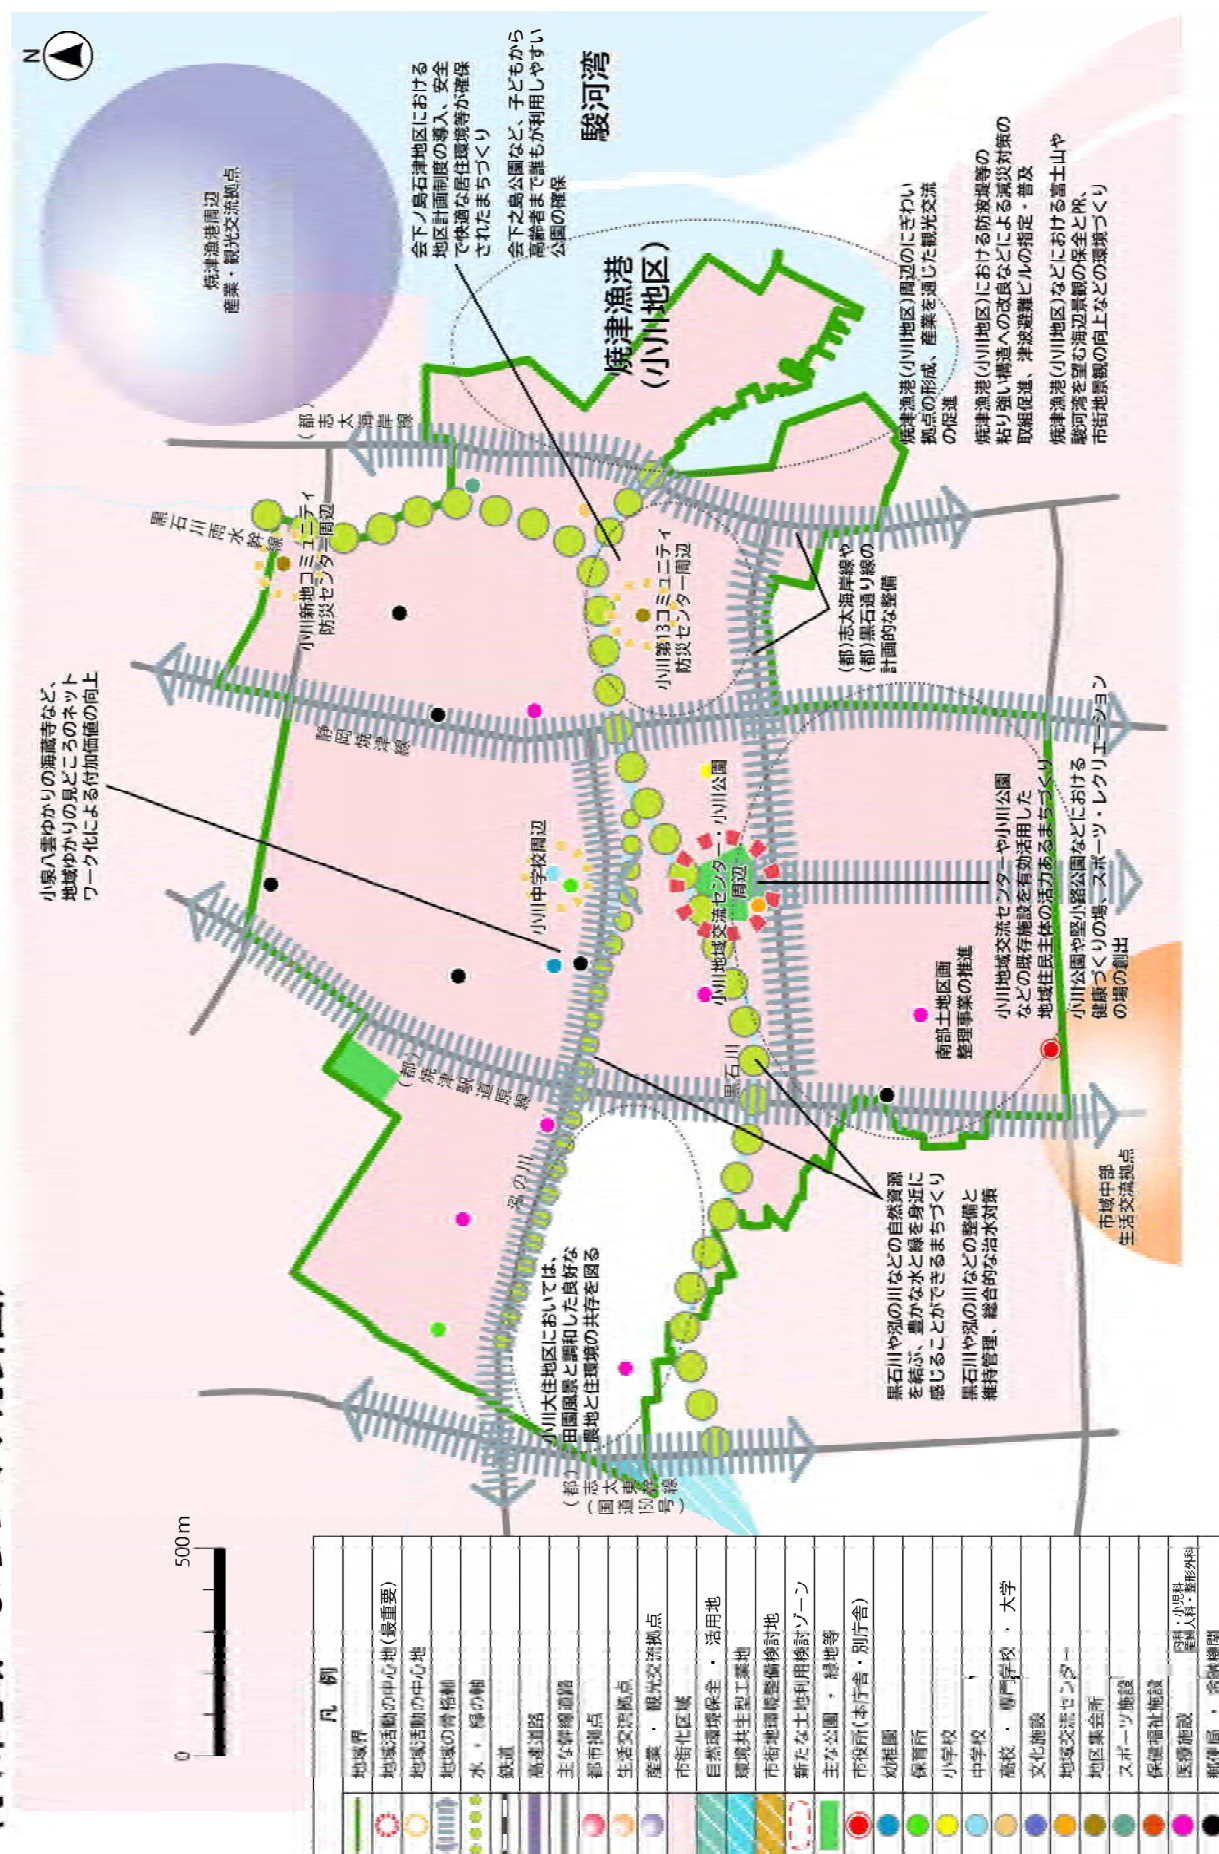 N
焼津漁港周辺
産業・観光交流拠点
会下ノ島石津地区における
地区計画制度の導入、安全
で快適な居住環境等が確保
されたまちづくり
会下之島公園など、子どもから
高齢者まで誰もが利用しやすい
公園の確保
駿河湾
焼津漁港
(小川地区)
焼津漁港(小川地区)周辺のにぎわい
拠点の形成、産業を通じた観光交流
の促進
焼津漁港(小川地区)における防波堤等の
粘り強い構造への改良などによる減災対策の
取組促進、津波避難ビルの指定・普及
焼津漁港(小川地区)などにおける富士山や
駿河湾を望む海辺景観の保全とPR、
市街地景観の向上などの環境づくり
(都)
志太海岸線
黒石川雨水幹線
小川新地コミュニティ
防災センター周辺
小川第13コミュニティ
防災センター周辺
(都)志太海岸線や
(都)黒石通り線の
計画的な整備
小泉八雲ゆかりの海蔵寺など、
地域ゆかりの見どころのネット
ワーク化による付加価値の向上
静岡焼津線
小川中学校周辺
小川地域交流センター・小川公園
周辺
小川地域交流センターや小川公園
などの既存施設を有効活用した
地域住民主体の活力あるまちづくり
小川公園や堅小路公園などにおける
健康づくりの場、スポーツ・レクリエーション
の場の創出
南部土地区画
整理事業の推進
(都)
焼津駅道原線
黒石川
泓の川
市域中部
生活交流拠点
小川大住地区においては、
田園風景と調和した良好な
農地と住環境の共存を図る
黒石川や泓の川などの自然資源
を結ぶ、豊かな水と緑を身近に
感じることができるまちづくり
黒石川や泓の川などの整備と
維持管理、総合的な治水対策
(都)
志太東幹線
(国道150号)
0
500m
凡 例
地域界
地域活動の中心地(最重要)
地域活動の中心地
地域の骨格軸
水・緑の軸
鉄道
高速道路
主な幹線道路
都市拠点
生活交流拠点
産業・観光交流拠点
市街化区域
自然環境保全・活用地
環境共生型工業地
市街地環境整備検討地
新たな土地利用検討ゾーン
主な公園・緑地等
市役所(本庁舎・別庁舎)
幼稚園
保育所
小学校
中学校
高校・専門学校・大学
文化施設
地域交流センター
地区集会所
スポーツ施設
保健福祉施設
医療施設
内科・小児科
産婦人科・整形外科
郵便局・金融機関